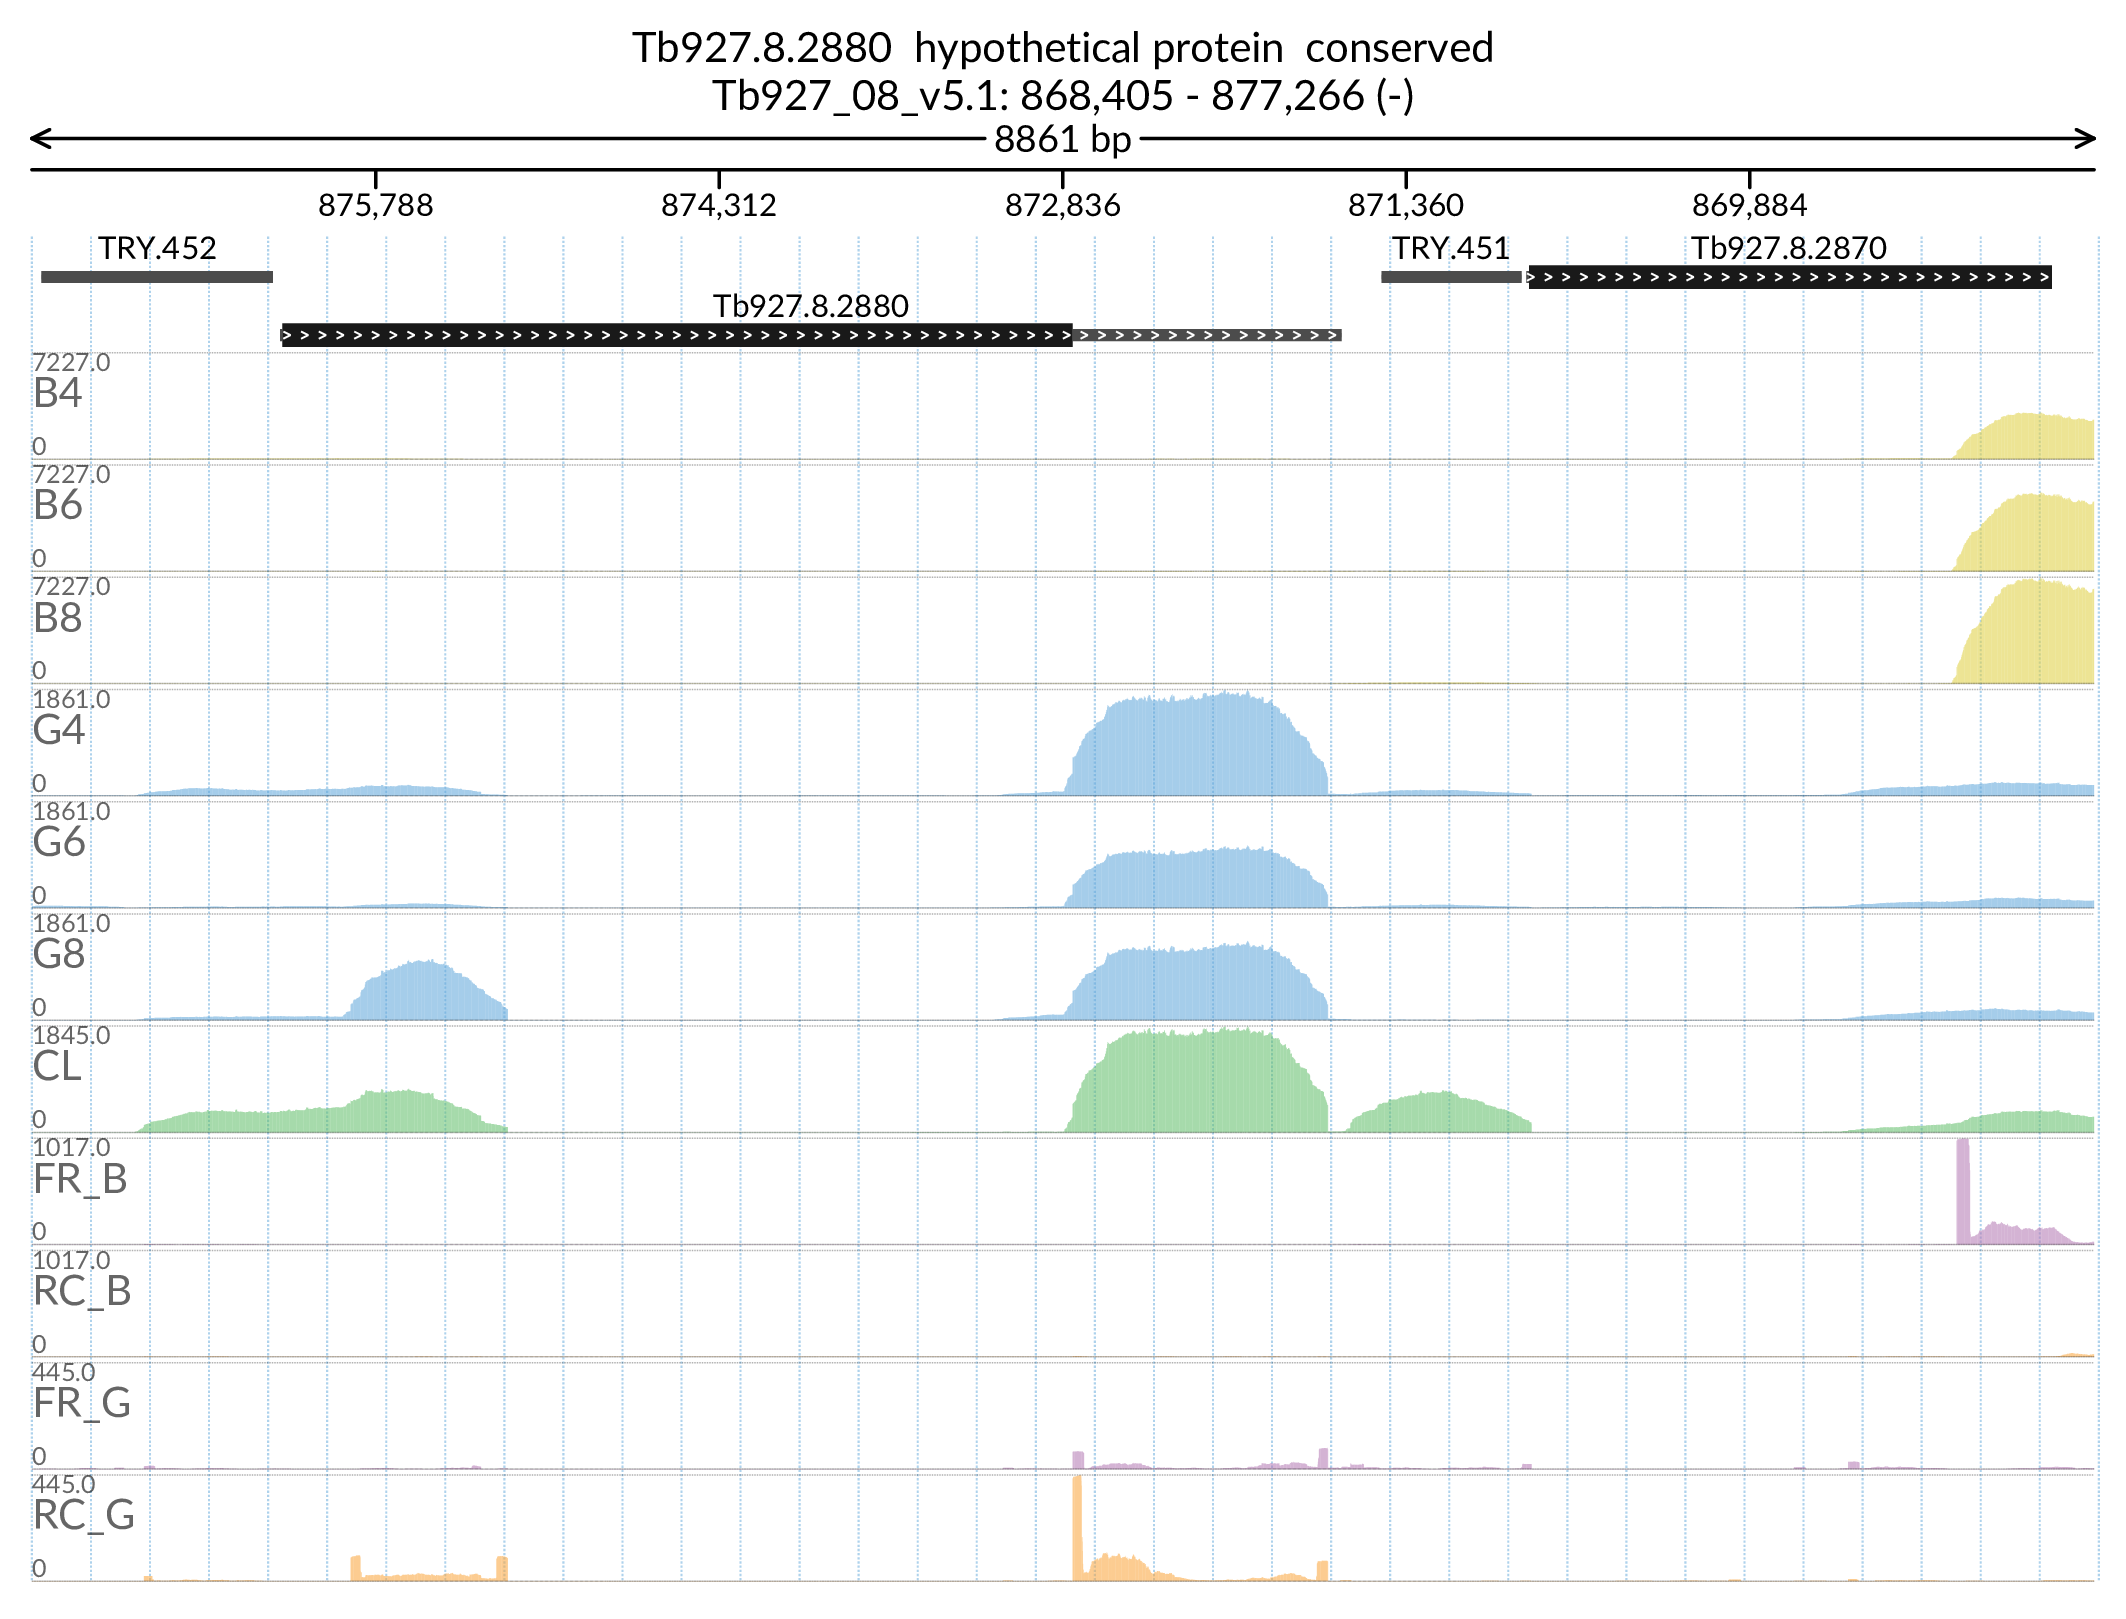 Tb927.8.2880  hypothetical protein  conserved
Tb927_08_v5.1: 868,405 - 877,266 (-)
8861 bp
875,788 874,312 872,836 871,360 869,884
TRY.452 TRY.451 Tb927.8.2870
Tb927.8.2880
7227.0
B4
0
7227.0
B6
0
7227.0
B8
0
1861.0
G4
0
1861.0
G6
0
1861.0
G8
0
1845.0
CL
0
1017.0
FR_B
0
1017.0
RC_B
0
445.0
FR_G
0
445.0
RC_G
0